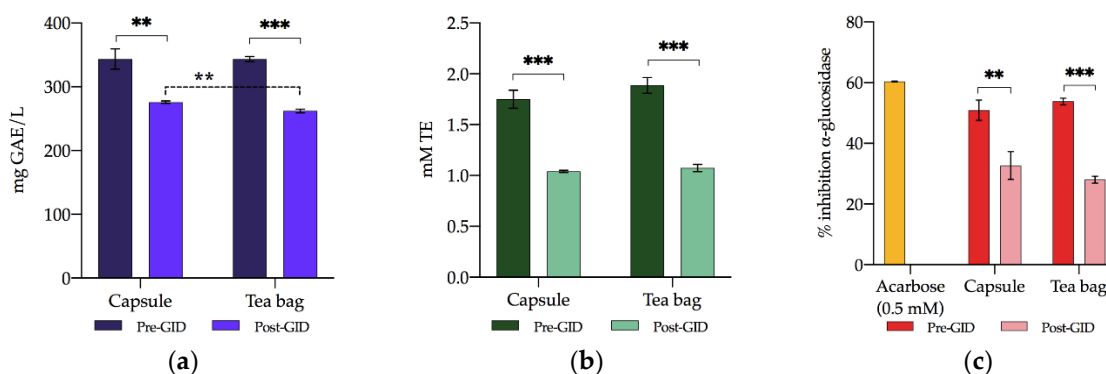 400
300
200
100
0
mg GAE/L
**
***
**
Capsule
Tea bag
Pre-GID
Post-GID
(a)
2.5
2.0
1.5
1.0
0.5
0.0
mM TE
***
***
Capsule
Tea bag
Pre-GID
Post-GID
(b)
80
60
40
20
0
% inhibition α-glucosidase
**
***
Acarbose
(0.5 mM)
Capsule
Tea bag
Pre-GID
Post-GID
(c)